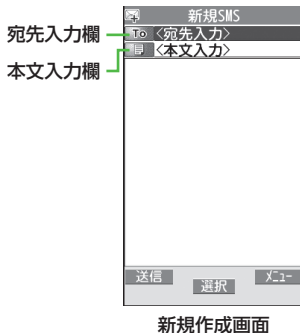 新規SMS
宛先入力欄
To <宛先入力>
本文入力欄
<本文入力>
送信
選択
メニュー
新規作成画面